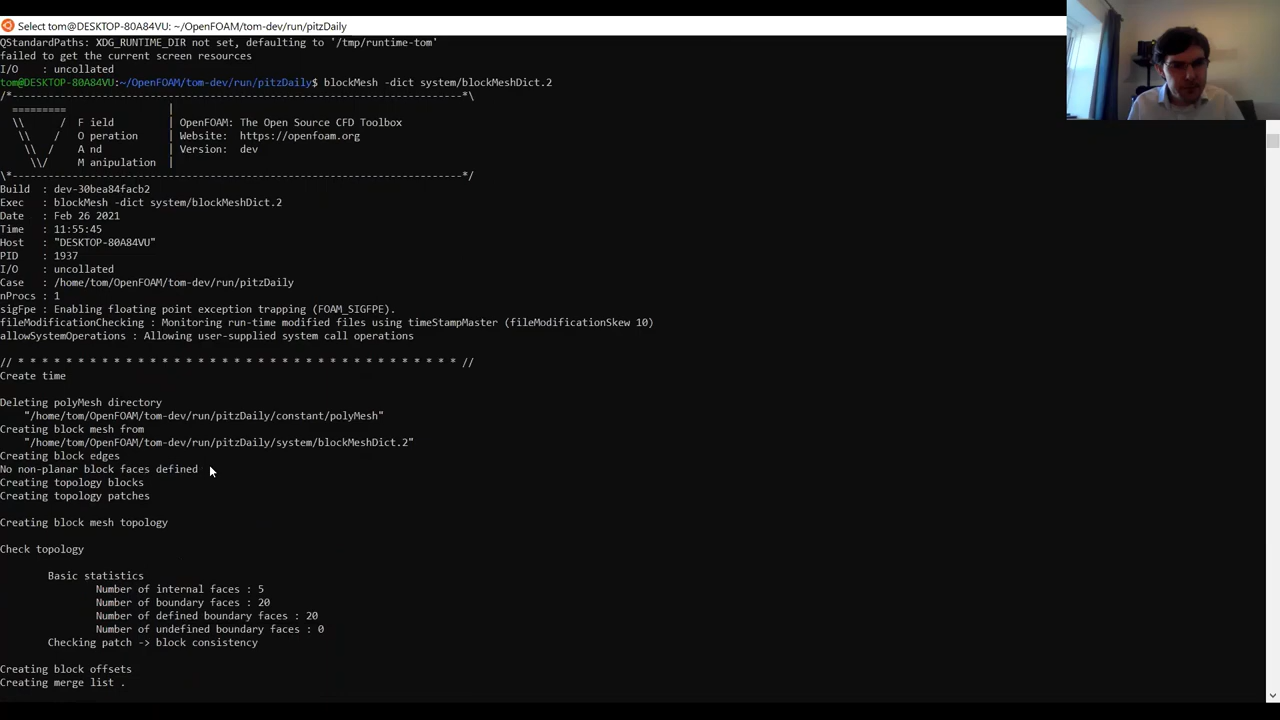 Select tom@DESKTOP-80A84VU: ~/OpenFOAM/tom-dev/run/pitzDaily
QStandardPaths: XDG_RUNTIME_DIR not set, defaulting to '/tmp/runtime-tom'
failed to get the current screen resources
I/O    : uncollated
tom@DESKTOP-80A84VU:~/OpenFOAM/tom-dev/run/pitzDaily$ blockMesh -dict system/blockMeshDict.2
/*---------------------------------------------------------------------------*\
  =========                 |
  \\      /  F ield         | OpenFOAM: The Open Source CFD Toolbox
   \\    /   O peration     | Website:  https://openfoam.org
    \\  /    A nd           | Version:  dev
     \\/     M anipulation  |
\*---------------------------------------------------------------------------*/
Build  : dev-30bea84facb2
Exec   : blockMesh -dict system/blockMeshDict.2
Date   : Feb 26 2021
Time   : 11:55:45
Host   : "DESKTOP-80A84VU"
PID    : 1937
I/O    : uncollated
Case   : /home/tom/OpenFOAM/tom-dev/run/pitzDaily
nProcs : 1
sigFpe : Enabling floating point exception trapping (FOAM_SIGFPE).
fileModificationChecking : Monitoring run-time modified files using timeStampMaster (fileModificationSkew 10)
allowSystemOperations : Allowing user-supplied system call operations
// * * * * * * * * * * * * * * * * * * * * * * * * * * * * * * * * * * * * * //
Create time
Deleting polyMesh directory
    "/home/tom/OpenFOAM/tom-dev/run/pitzDaily/constant/polyMesh"
Creating block mesh from
    "/home/tom/OpenFOAM/tom-dev/run/pitzDaily/system/blockMeshDict.2"
Creating block edges
No non-planar block faces defined
Creating topology blocks
Creating topology patches
Creating block mesh topology
Check topology
        Basic statistics
                Number of internal faces : 5
                Number of boundary faces : 20
                Number of defined boundary faces : 20
                Number of undefined boundary faces : 0
        Checking patch -> block consistency
Creating block offsets
Creating merge list .